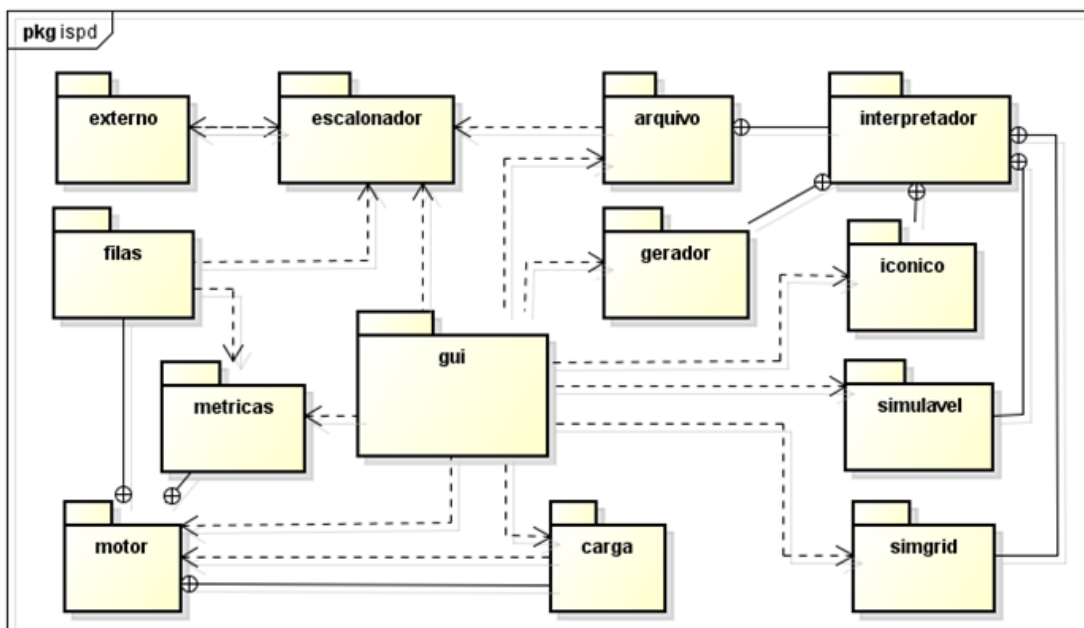 pkg ispd
externo
escalonador
arquivo
interpretador
filas
gerador
iconico
gui
metricas
simulavel
motor
carga
simgrid